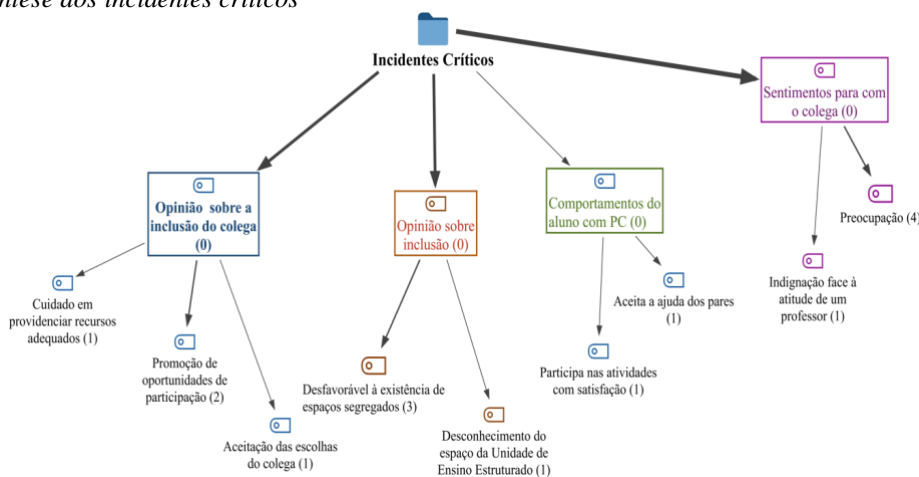 ntese dos incidentes críticos
Incidentes Críticos
Sentimentos para com
o colega (0)
Preocupação (4)
Indignação face à
atitude de um
professor (1)
Opinião sobre a
inclusão do colega
(0)
Cuidado em
providenciar recursos
adequados (1)
Promoção de
oportunidades de
participação (2)
Aceitação das escolhas
do colega (1)
Opinião sobre
inclusão (0)
Desfavorável à existência de
espaços segregados (3)
Desconhecimento do
espaço da Unidade de
Ensino Estruturado (1)
Comportamentos do
aluno com PC (0)
Aceita a ajuda dos pares
(1)
Participa nas atividades
com satisfação (1)